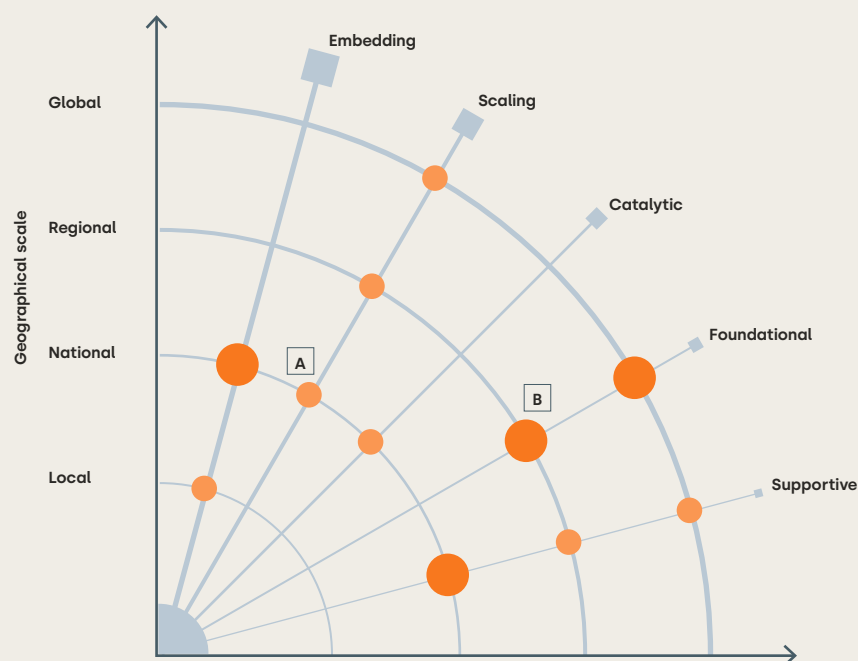 Embedding
Scaling
Global
Catalytic
Regional
Geographical scale
Foundational
National
A
B
Local
Supportive